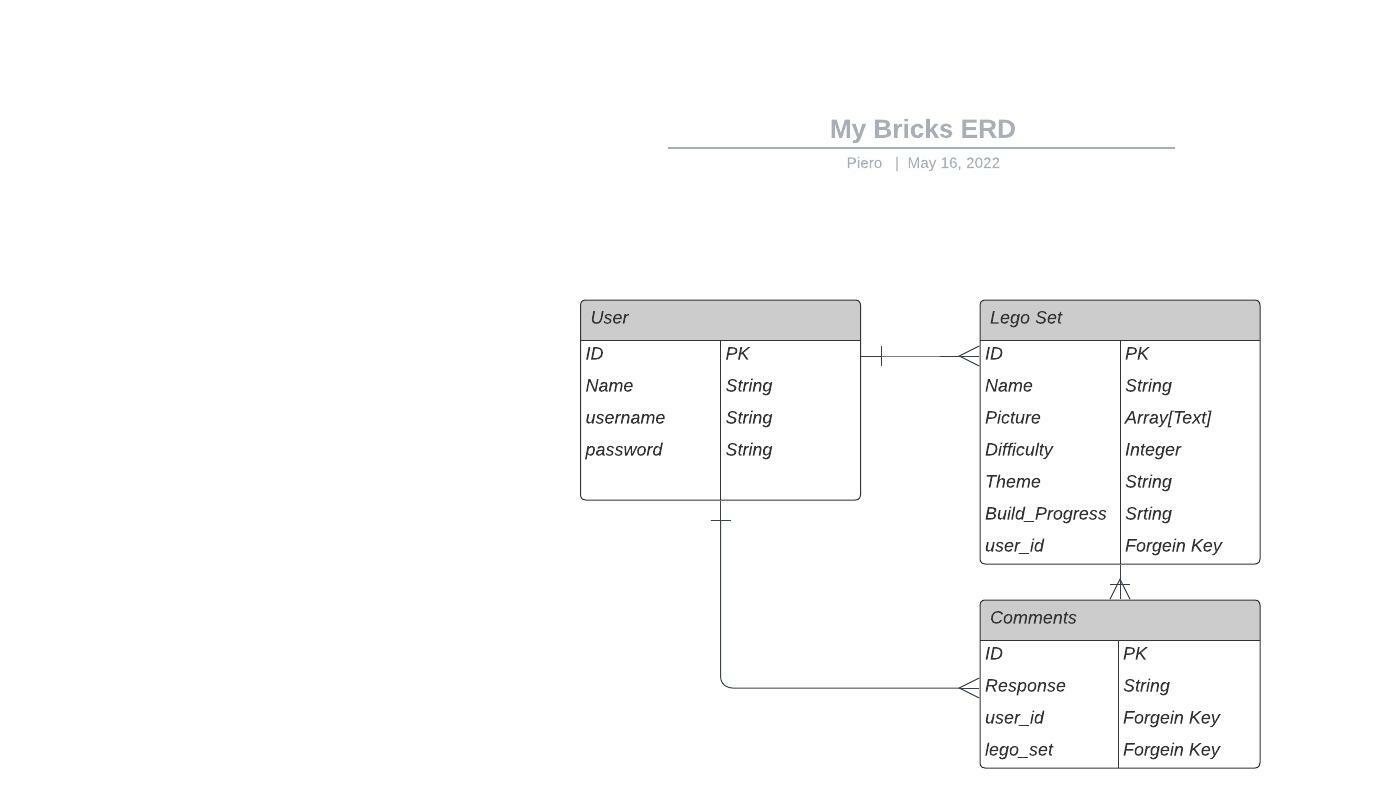 My Bricks ERD
Piero | May 16, 2022
User
ID PK
Name String
username String
password String
Lego Set
ID PK
Name String
Picture Array[Text]
Difficulty Integer
Theme String
Build_Progress Srting
user_id Forgein Key
Comments
ID PK
Response String
user_id Forgein Key
lego_set Forgein Key